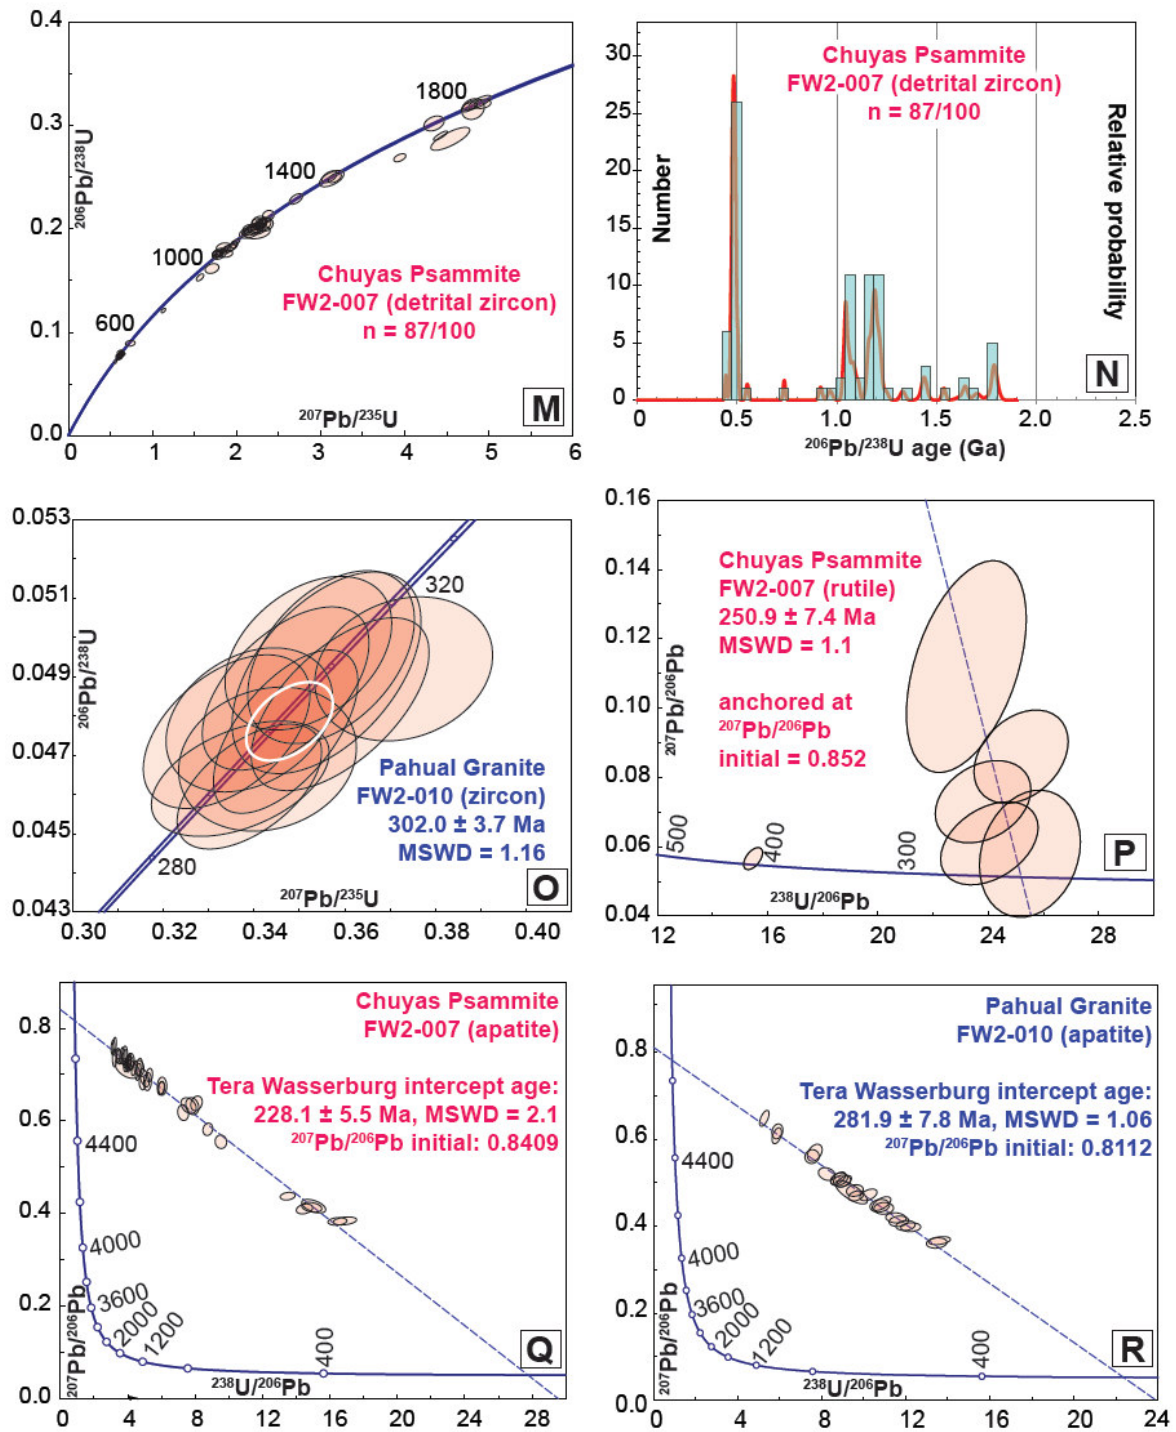 0.4
0.3
0.2
0.1
0.0
²⁰⁶Pb/²³⁸U
1800
1400
1000
600
Chuyas Psammite
FW2-007 (detrital zircon)
n = 87/100
M
²⁰⁷Pb/²³⁵U
0 1 2 3 4 5 6
30
25
20
15
10
5
0
Number
Chuyas Psammite
FW2-007 (detrital zircon)
n = 87/100
Relative probability
N
0 0.5 1.0 1.5 2.0 2.5
²⁰⁶Pb/²³⁸U age (Ga)
0.053
0.051
0.049
0.047
0.045
0.043
²⁰⁶Pb/²³⁸U
320
280
Pahual Granite
FW2-010 (zircon)
302.0 ± 3.7 Ma
MSWD = 1.16
O
²⁰⁷Pb/²³⁵U
0.30 0.32 0.34 0.36 0.38 0.40
0.16
0.14
0.12
0.10
0.08
0.06
0.04
²⁰⁷Pb/²⁰⁶Pb
Chuyas Psammite
FW2-007 (rutile)
250.9 ± 7.4 Ma
MSWD = 1.1
anchored at
²⁰⁷Pb/²⁰⁶Pb
initial = 0.852
500
400
300
P
²³⁸U/²⁰⁶Pb
12 16 20 24 28
0.8
0.6
0.4
0.2
0.0
Chuyas Psammite
FW2-007 (apatite)
Tera Wasserburg intercept age:
228.1 ± 5.5 Ma, MSWD = 2.1
²⁰⁷Pb/²⁰⁶Pb initial: 0.8409
4400
4000
3600
2000
1200
400
²⁰⁷Pb/²⁰⁶Pb
Q
²³⁸U/²⁰⁶Pb
0 4 8 12 16 20 24 28
0.8
0.6
0.4
0.2
0.0
Pahual Granite
FW2-010 (apatite)
Tera Wasserburg intercept age:
281.9 ± 7.8 Ma, MSWD = 1.06
²⁰⁷Pb/²⁰⁶Pb initial: 0.8112
4400
4000
3600
2000
1200
400
²⁰⁷Pb/²⁰⁶Pb
R
²³⁸U/²⁰⁶Pb
0 4 8 12 16 20 24